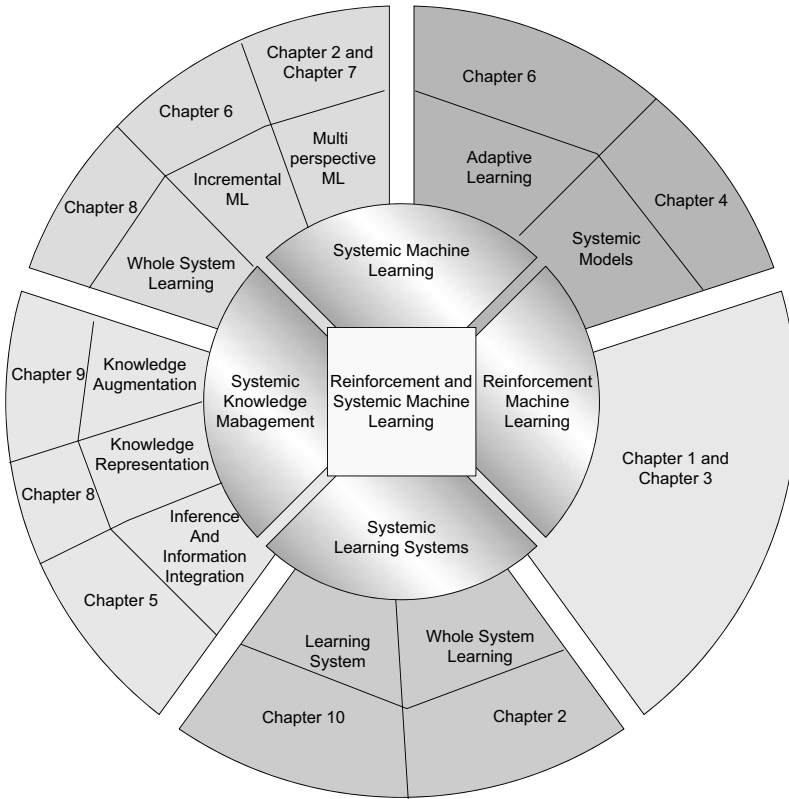 Chapter 2 and
Chapter 7
Chapter 6
Chapter 8
Multi
perspective
ML
Incremental
ML
Whole System
Learning
Chapter 6
Adaptive
Learning
Chapter 4
Systemic
Models
Systemic Machine
Learning
Chapter 9
Knowledge
Augmentation
Knowledge
Representation
Chapter 8
Inference
And
Information
Integration
Chapter 5
Systemic
Knowledge
Mabagement
Reinforcement and
Systemic Machine
Learning
Reinforcement
Machine
Learning
Chapter 1 and
Chapter 3
Systemic
Learning Systems
Learning
System
Whole System
Learning
Chapter 10
Chapter 2